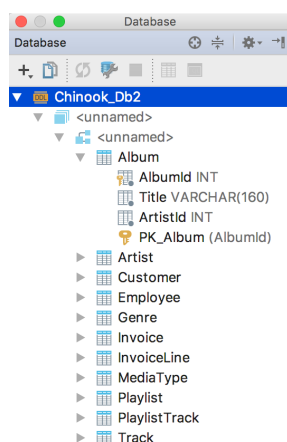 Database
Database
DDL Chinook_Db2
<unnamed>
<unnamed>
Album
AlbumId INT
Title VARCHAR(160)
ArtistId INT
PK_Album (AlbumId)
Artist
Customer
Employee
Genre
Invoice
InvoiceLine
MediaType
Playlist
PlaylistTrack
Track